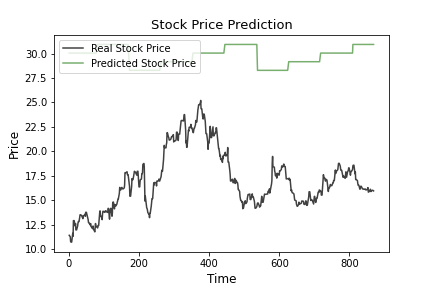 Stock Price Prediction
Real Stock Price
Predicted Stock Price
30.0
27.5
25.0
22.5
20.0
17.5
15.0
12.5
10.0
Price
0 200 400 600 800
Time